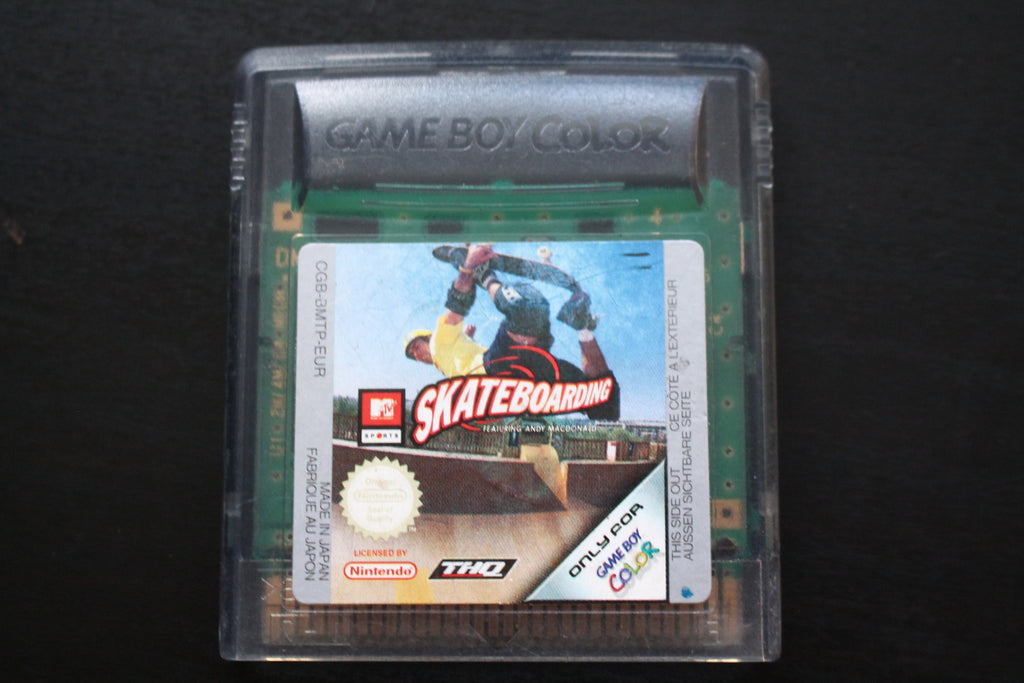 GAME BOY COLOR
CGB-BMTP-EUR
MADE IN JAPAN
FABRIQUE AU JAPON
MTV
SPORTS
SKATEBOARDING
FEATURING ANDY MACDONALD
Original
Nintendo
Seal of
Quality
LICENSED BY
Nintendo
THQ
ONLY FOR
GAME BOY
COLOR
THIS SIDE OUT CE CÔTÉ A L'EXTERIEUR
AUSSEN SICHTBARE SEITE